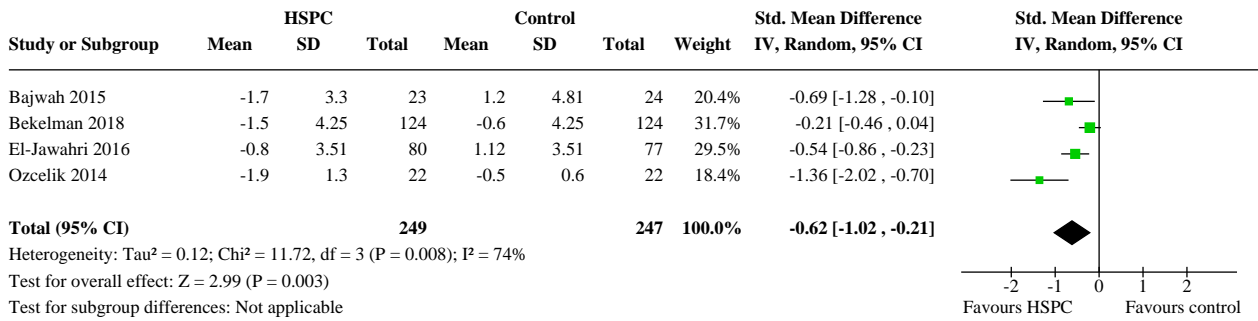 HSPC Control Std. Mean Difference Std. Mean Difference
Study or Subgroup Mean SD Total Mean SD Total Weight IV, Random, 95% CI IV, Random, 95% CI
Bajwah 2015 -1.7 3.3 23 1.2 4.81 24 20.4% -0.69 [-1.28 , -0.10]
Bekelman 2018 -1.5 4.25 124 -0.6 4.25 124 31.7% -0.21 [-0.46 , 0.04]
El-Jawahri 2016 -0.8 3.51 80 1.12 3.51 77 29.5% -0.54 [-0.86 , -0.23]
Ozcelik 2014 -1.9 1.3 22 -0.5 0.6 22 18.4% -1.36 [-2.02 , -0.70]
Total (95% CI) 249 247 100.0% -0.62 [-1.02 , -0.21]
Heterogeneity: Tau² = 0.12; Chi² = 11.72, df = 3 (P = 0.008); I² = 74%
Test for overall effect: Z = 2.99 (P = 0.003)
-2 -1 0 1 2
Test for subgroup differences: Not applicable
Favours HSPC Favours control